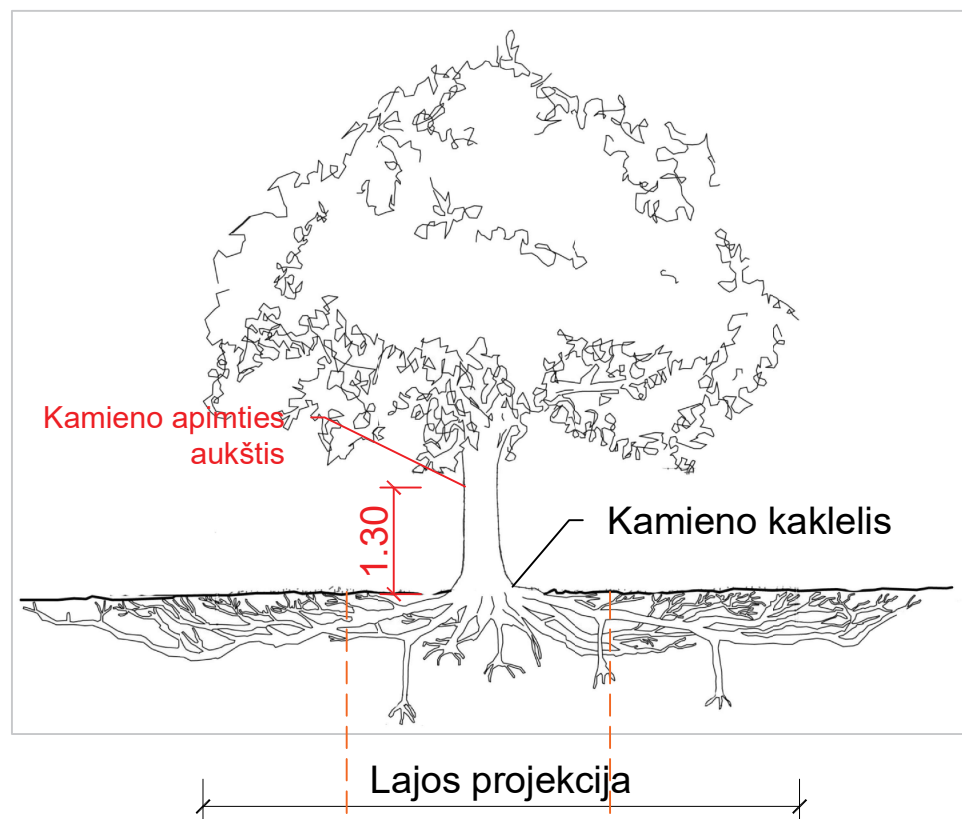 Kamieno apimties
aukštis
1.30
Kamieno kaklelis
Lajos projekcija